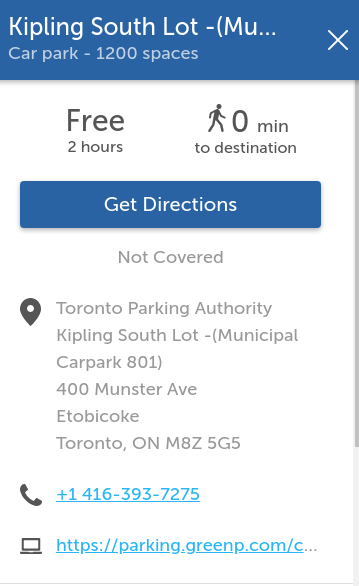 Kipling South Lot -(Mu...
Car park - 1200 spaces
Free
2 hours
0 min
to destination
Get Directions
Not Covered
Toronto Parking Authority
Kipling South Lot -(Municipal
Carpark 801)
400 Munster Ave
Etobicoke
Toronto, ON M8Z 5G5
+1 416-393-7275
https://parking.greenp.com/c...